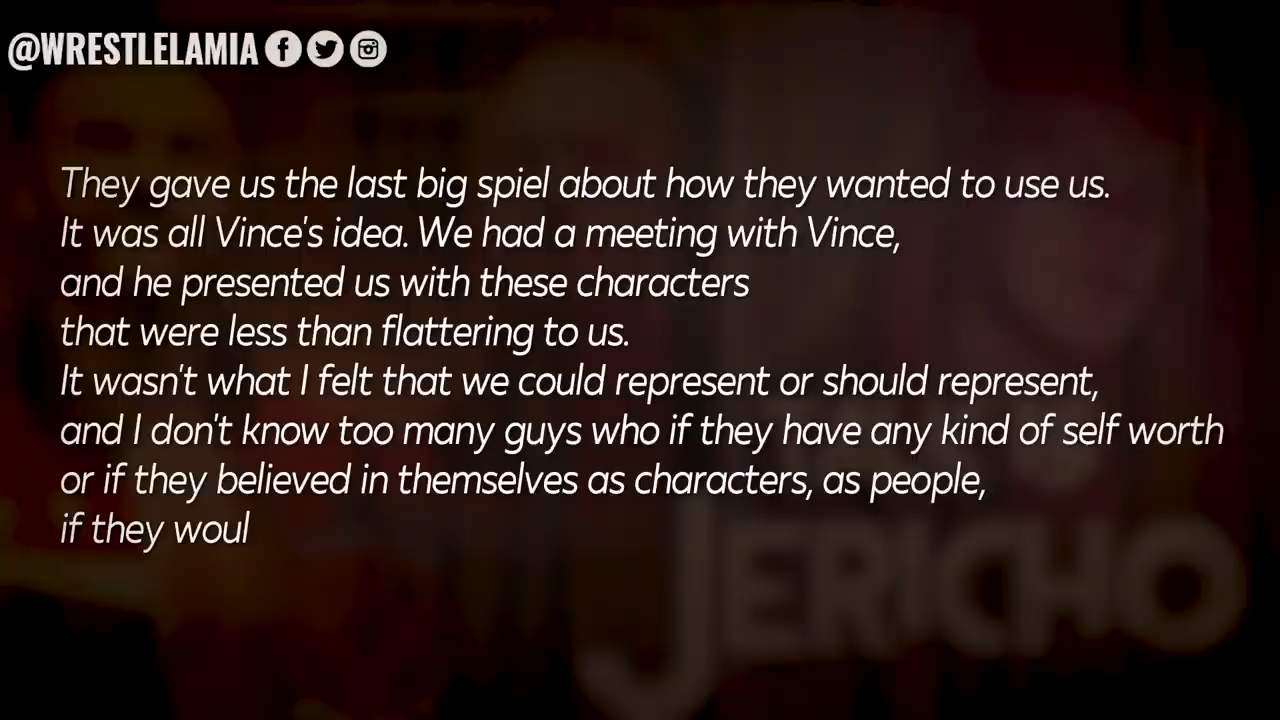 @WRESTLELAMIA
They gave us the last big spiel about how they wanted to use us.
It was all Vince's idea. We had a meeting with Vince,
and he presented us with these characters
that were less than flattering to us.
It wasn't what I felt that we could represent or should represent,
and I don't know too many guys who if they have any kind of self worth
or if they believed in themselves as characters, as people,
if they woul
JERICHO